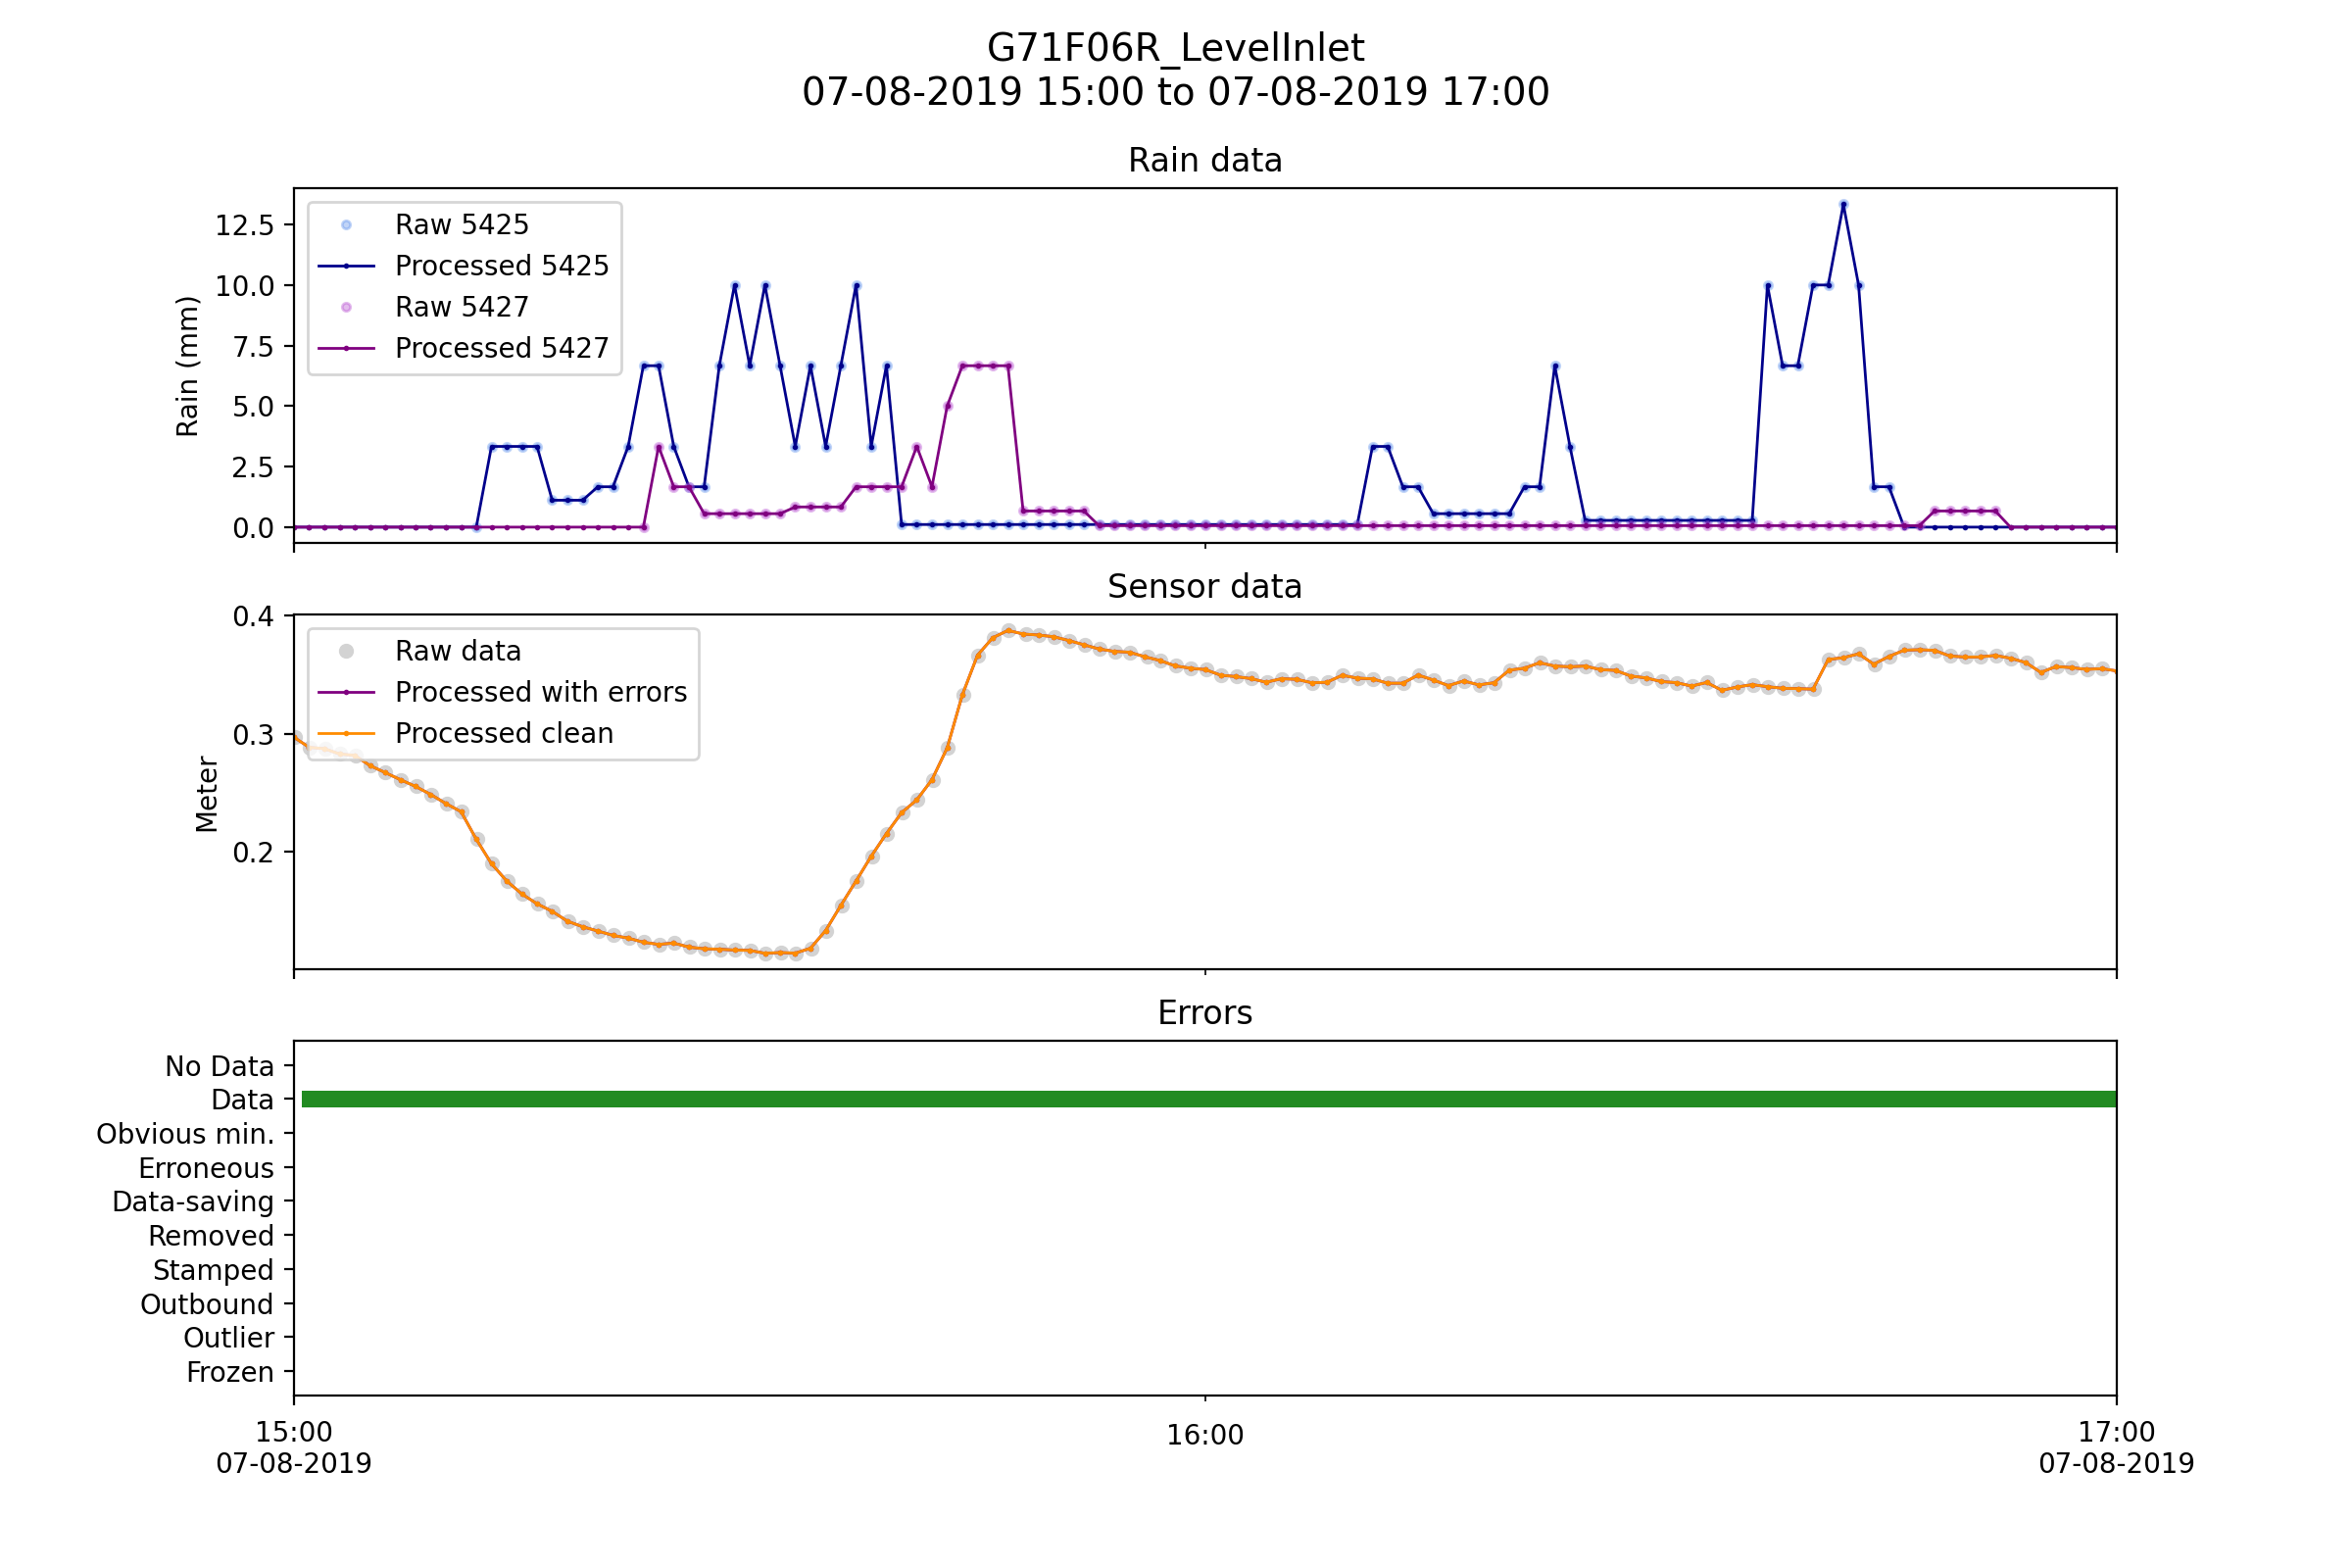 G71F06R_LevelInlet
07-08-2019 15:00 to 07-08-2019 17:00
Rain data
12.5
10.0
7.5
5.0
2.5
0.0
Rain (mm)
Raw 5425
Processed 5425
Raw 5427
Processed 5427
Sensor data
0.4
0.3
0.2
Meter
Raw data
Processed with errors
Processed clean
Errors
No Data
Data
Obvious min.
Erroneous
Data-saving
Removed
Stamped
Outbound
Outlier
Frozen
15:00
07-08-2019
16:00
17:00
07-08-2019